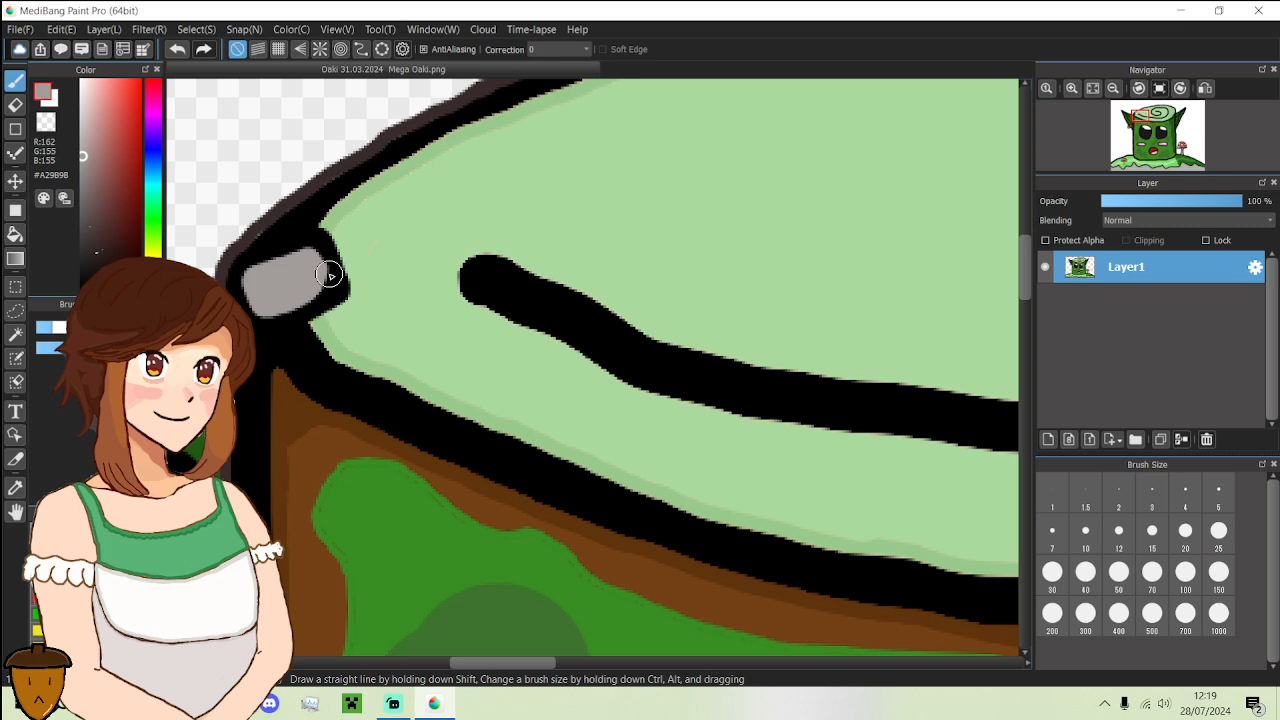 MediBang Paint Pro (64bit)
File(F) Edit(E) Layer(L) Filter(R) Select(S) Snap(N) Color(C) View(V) Tool(T) Window(W) Cloud Time-lapse Help
AntiAliasing Correction 0 Soft Edge
Color
Oaki 31.03.2024 Mega Oaki.png
Navigator
R:162
G:155
B:155
#A29B9B
Layer
Opacity 100 %
Blending Normal
Protect Alpha Clipping Lock
Layer1
Brus
T
Brush Size
1 1.5 2 3 4 5
7 10 12 15 20 25
30 40 50 70 100 150
200 300 400 500 700 1000
Draw a straight line by holding down Shift, Change a brush size by holding down Ctrl, Alt, and dragging
12:19
28/07/2024
2